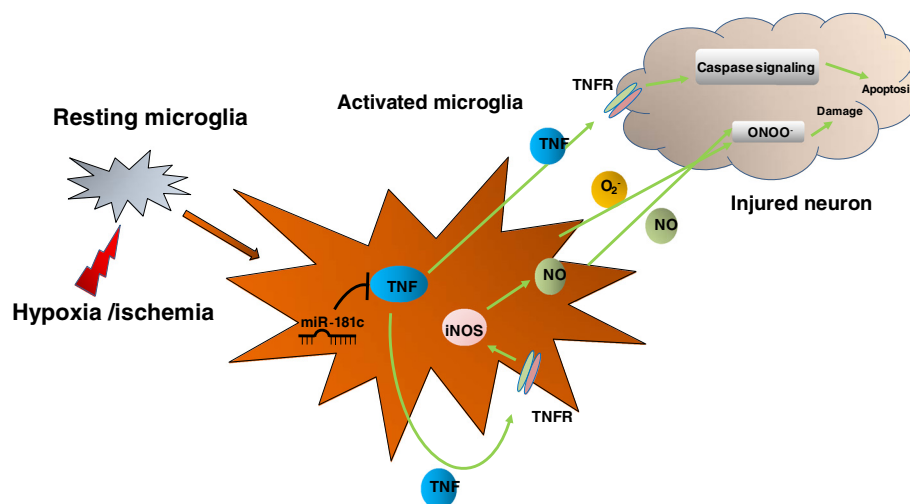 Resting microglia
Hypoxia /ischemia
Activated microglia
TNF
miR-181c
iNOS
NO
TNFR
TNF
TNF
O₂⁻
NO
TNFR
Caspase signaling
Apoptosi
ONOO⁻
Damage
Injured neuron